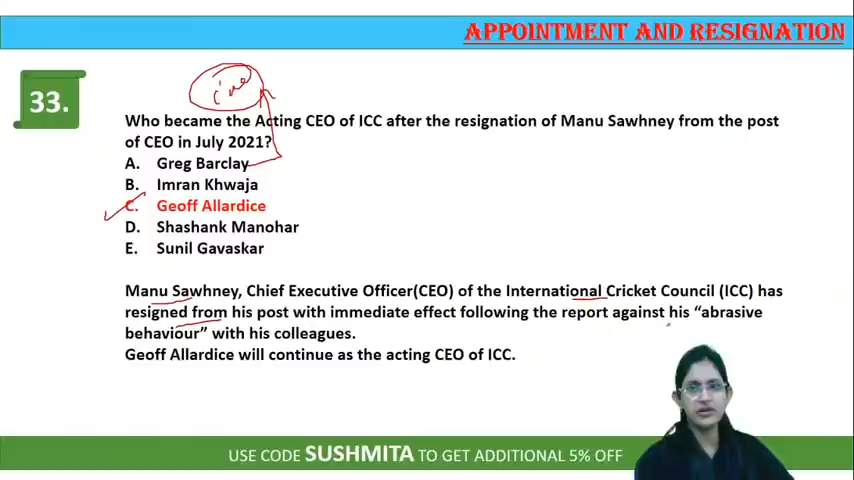 APPOINTMENT AND RESIGNATION
33.
Who became the Acting CEO of ICC after the resignation of Manu Sawhney from the post
of CEO in July 2021?
A. Greg Barclay
B. Imran Khwaja
C. Geoff Allardice
D. Shashank Manohar
E. Sunil Gavaskar
Manu Sawhney, Chief Executive Officer(CEO) of the International Cricket Council (ICC) has
resigned from his post with immediate effect following the report against his “abrasive
behaviour” with his colleagues.
Geoff Allardice will continue as the acting CEO of ICC.
USE CODE SUSHMITA TO GET ADDITIONAL 5% OFF